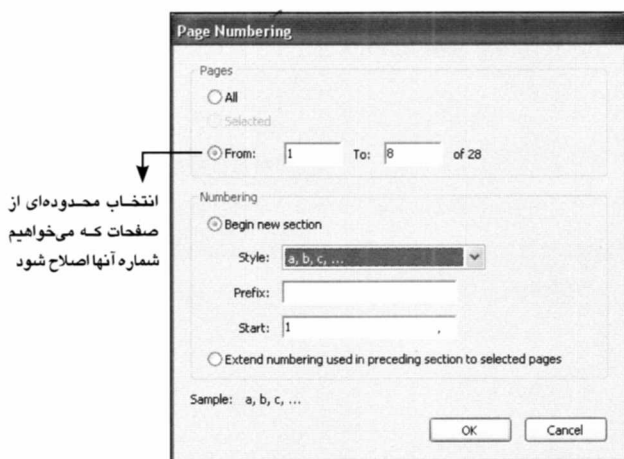 Page Numbering
Pages
All
Selected
From: 1 To: 8 of 28
انتخاب محدوده‌ای از
صفحات که می‌خواهیم
شماره آنها اصلاح شود
Numbering
Begin new section
Style: a, b, c, ...
Prefix:
Start: 1
Extend numbering used in preceding section to selected pages
Sample: a, b, c, ...
OK Cancel